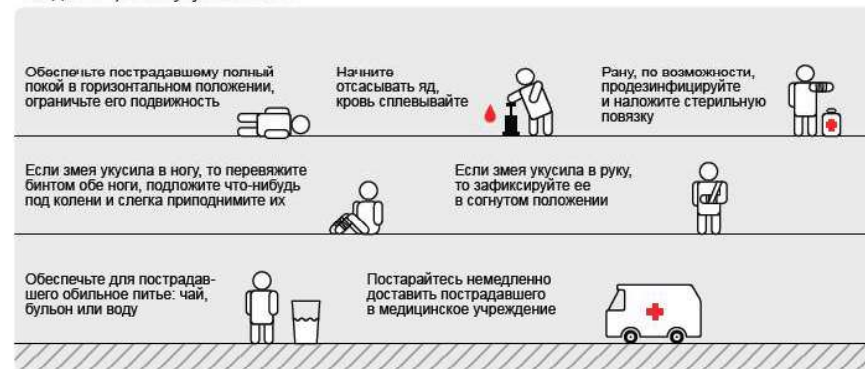 Обеспечьте пострадавшему полный
покой в горизонтальном положении,
ограничьте его подвижность
Начните
отсасывать яд,
кровь сплевывайте
Рану, по возможности,
продезинфицируйте
и наложите стерильную
повязку
Если змея укусила в ногу, то перевяжите
бинтом обе ноги, подложите что-нибудь
под колени и слегка приподнимите их
Если змея укусила в руку,
то зафиксируйте ее
в согнутом положении
Обеспечьте для пострадав-
шего обильное питье: чай,
бульон или воду
Постарайтесь немедленно
доставить пострадавшего
в медицинское учреждение